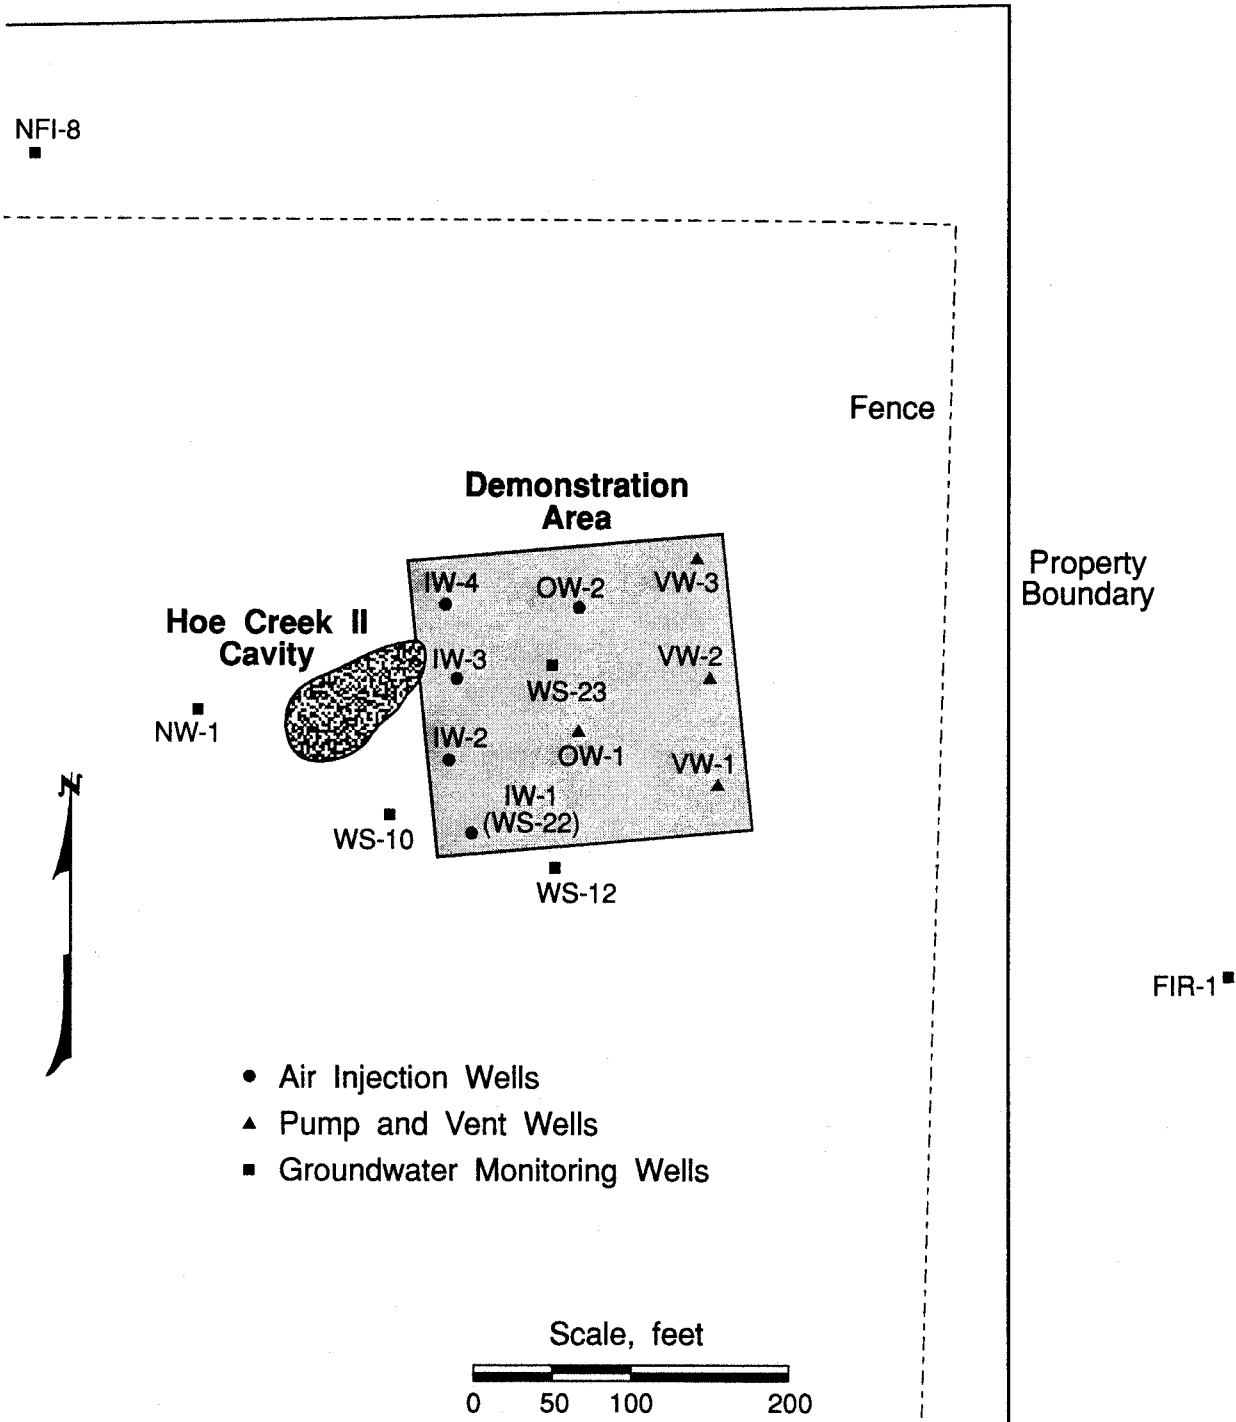 NFI-8
Fence
Demonstration
Area
Property
Boundary
IW-4
OW-2
VW-3
Hoe Creek II
Cavity
IW-3
VW-2
WS-23
NW-1
IW-2
OW-1
VW-1
IW-1
(WS-22)
N
WS-10
WS-12
FIR-1
Air Injection Wells
Pump and Vent Wells
Groundwater Monitoring Wells
Scale, feet
0 50 100 200